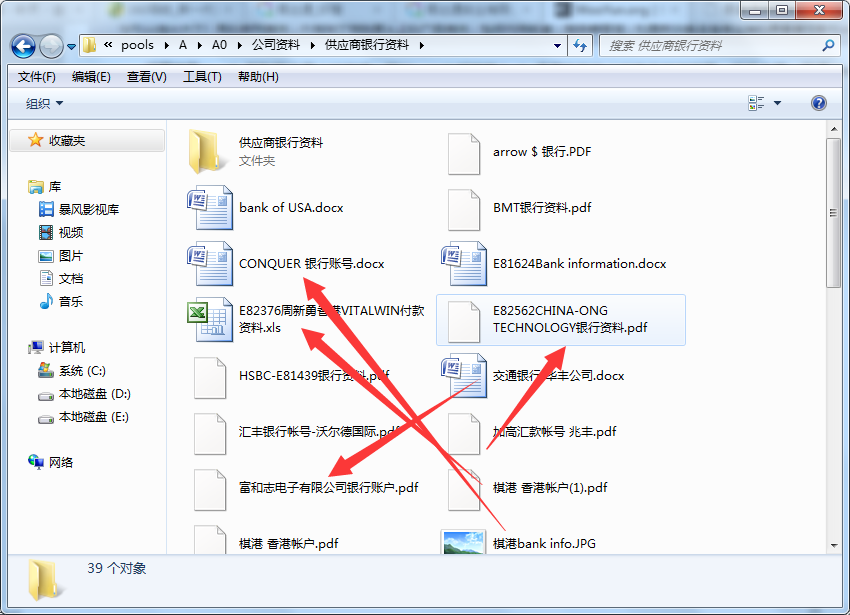 « pools ▸ A ▸ A0 ▸ 公司资料 ▸ 供应商银行资料 ▸
搜索 供应商银行资料
文件(F) 编辑(E) 查看(V) 工具(T) 帮助(H)
组织
收藏夹
库
暴风影视库
视频
图片
文档
音乐
计算机
系统 (C:)
本地磁盘 (D:)
本地磁盘 (E:)
网络
供应商银行资料
文件夹
arrow $ 银行.PDF
bank of USA.docx
BMT银行资料.pdf
CONQUER 银行账号.docx
E81624Bank information.docx
E82376周新勇香港VITALWIN付款
资料.xls
E82562CHINA-ONG
TECHNOLOGY银行资料.pdf
HSBC-E81439银行资料.pdf
交通银行 华丰公司.docx
汇丰银行帐号-沃尔德国际.pdf
加高汇款帐号 兆丰.pdf
富和志电子有限公司银行账户.pdf
棋港 香港帐户(1).pdf
棋港 香港帐户.pdf
棋港bank info.JPG
39 个对象